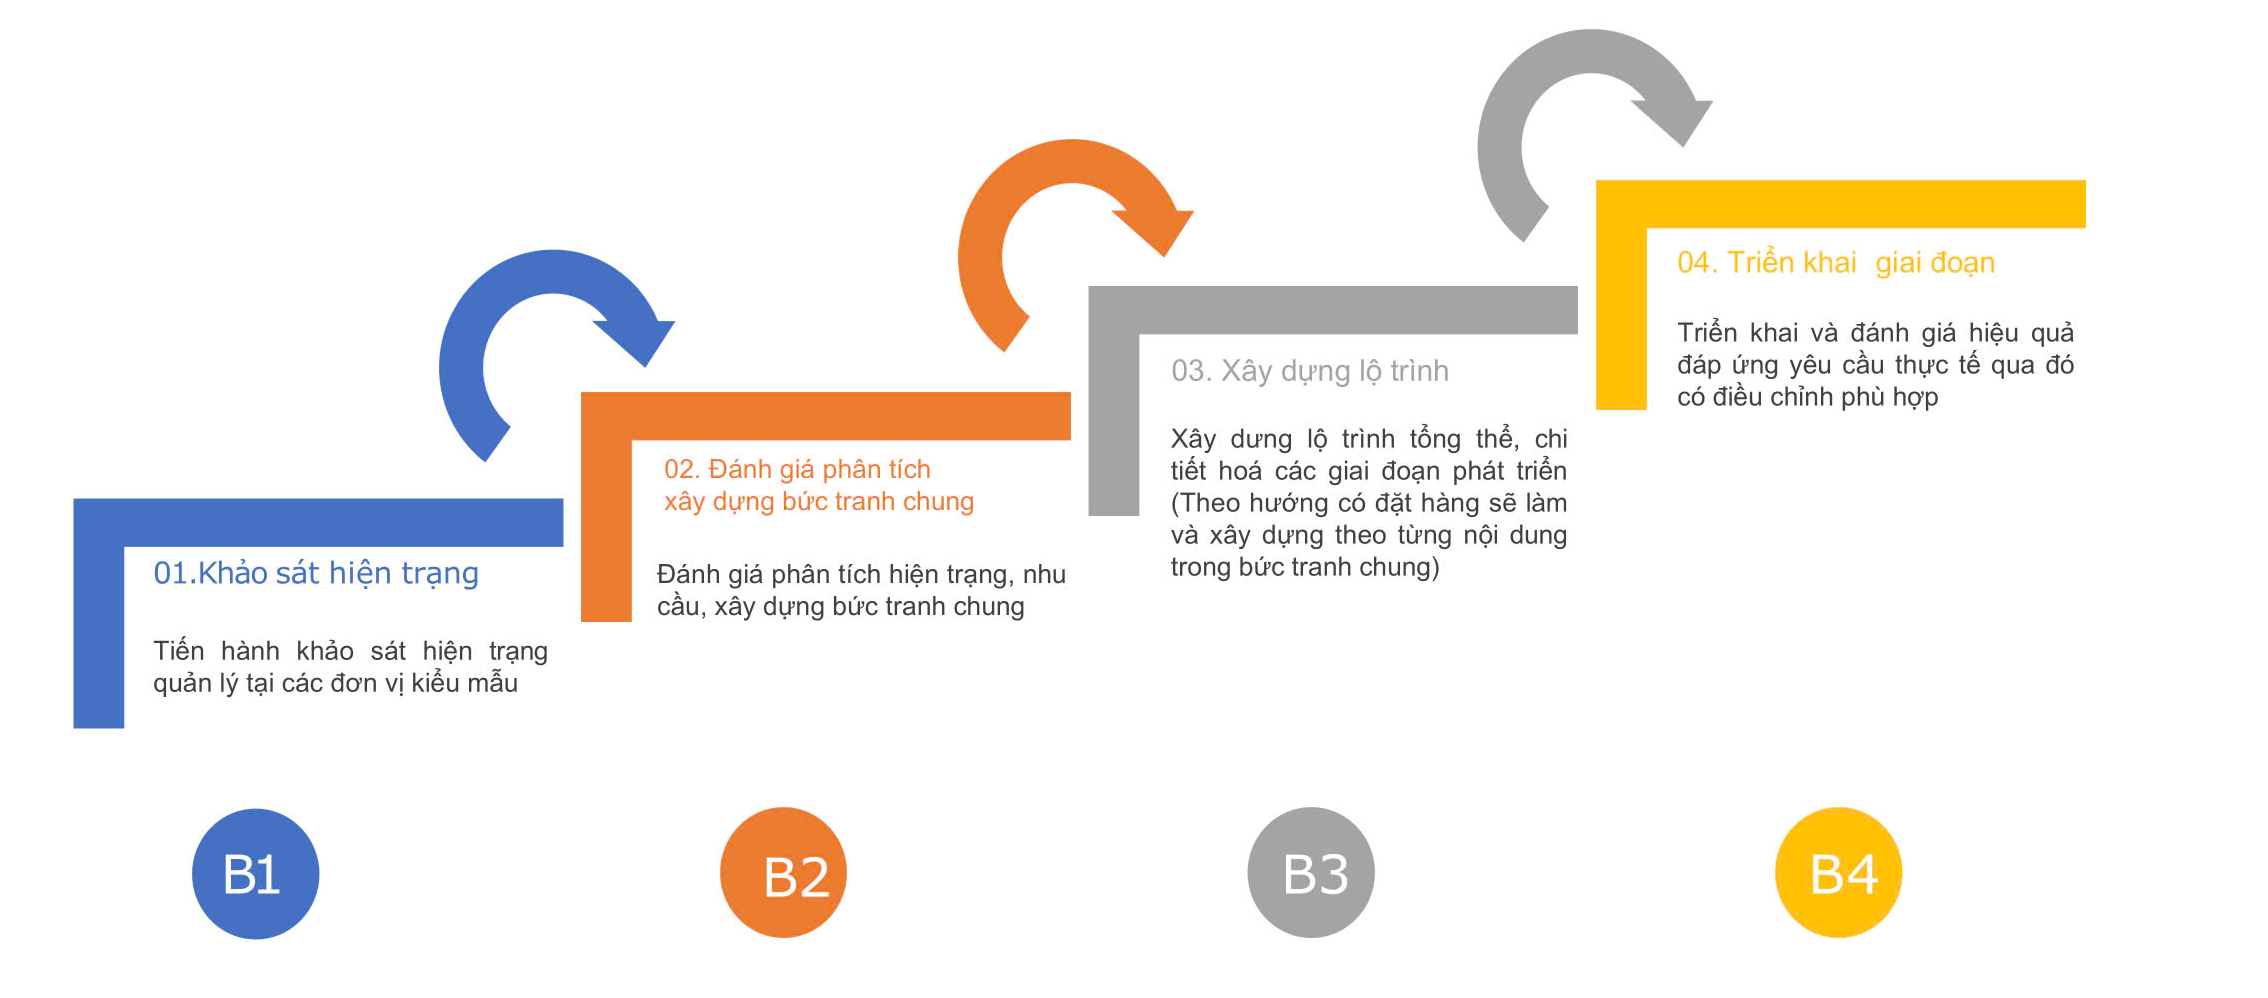 01.Khảo sát hiện trạng
Tiến hành khảo sát hiện trạng
quản lý tại các đơn vị kiểu mẫu
02. Đánh giá phân tích
xây dựng bức tranh chung
Đánh giá phân tích hiện trạng, nhu
cầu, xây dựng bức tranh chung
03. Xây dựng lộ trình
Xây dưng lộ trình tổng thể, chi
tiết hoá các giai đoạn phát triển
(Theo hướng có đặt hàng sẽ làm
và xây dựng theo từng nội dung
trong bức tranh chung)
04. Triển khai giai đoạn
Triển khai và đánh giá hiệu quả
đáp ứng yêu cầu thực tế qua đó
có điều chỉnh phù hợp
B1
B2
B3
B4